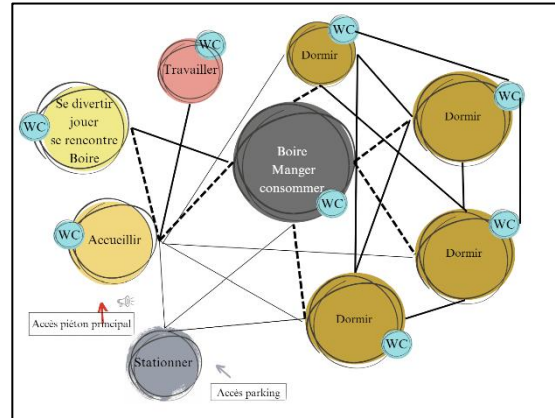 WC
Dormir
WC
Travailler
WC
Dormir
Se divertir
jouer
se rencontre
Boire
WC
Boire
Manger
consommer
WC
WC
Accueillir
WC
Dormir
Accès piéton principal
Dormir
WC
Stationner
Accès parking